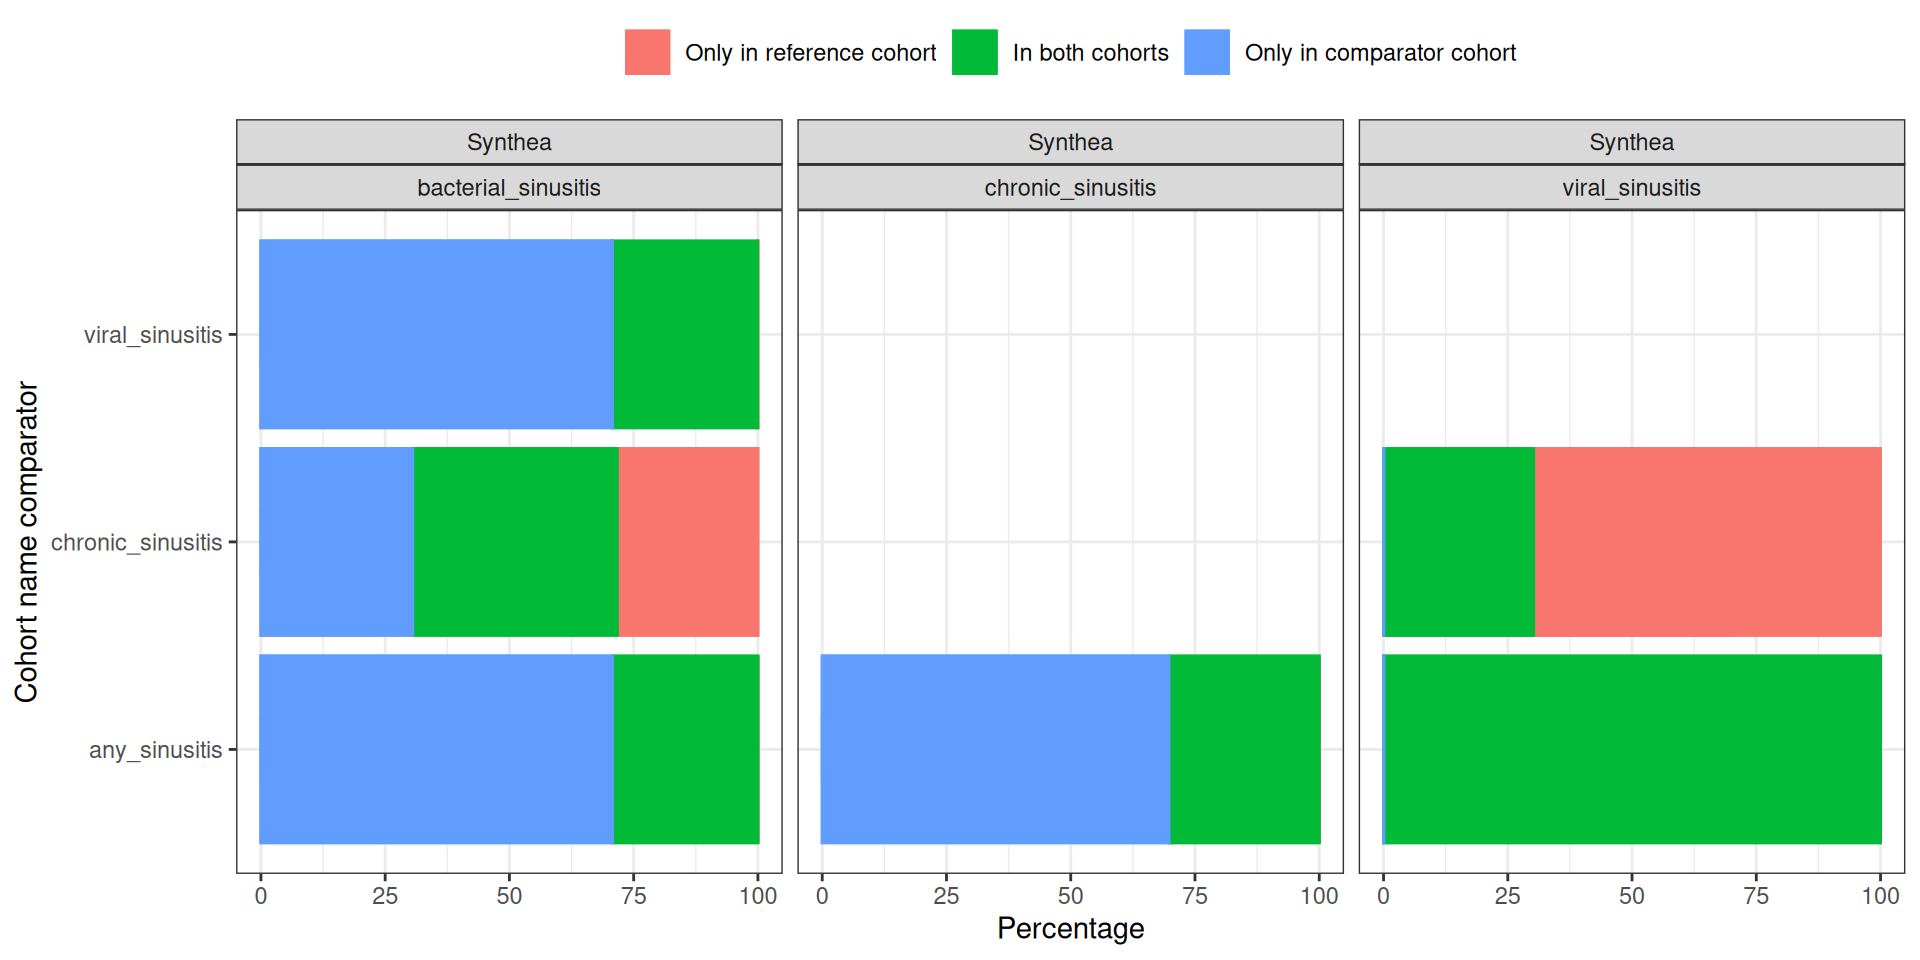 Only in reference cohort In both cohorts Only in comparator cohort
Synthea Synthea Synthea
bacterial_sinusitis chronic_sinusitis viral_sinusitis
Cohort name comparator
viral_sinusitis
chronic_sinusitis
any_sinusitis
0 25 50 75 100 0 25 50 75 100 0 25 50 75 100
Percentage